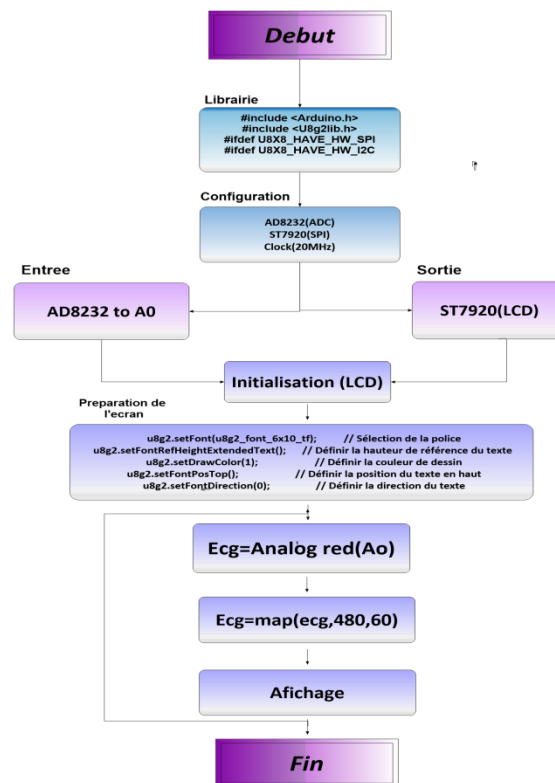 Debut
Librairie
#include <Arduino.h>
#include <U8g2lib.h>
#ifdef U8X8_HAVE_HW_SPI
#ifdef U8X8_HAVE_HW_I2C
Configuration
AD8232(ADC)
ST7920(SPI)
Clock(20MHz)
Entree
Sortie
AD8232 to A0
ST7920(LCD)
Initialisation (LCD)
Preparation de
l'ecran
u8g2.setFont(u8g2_font_6x10_tf); // Sélection de la police
u8g2.setFontRefHeightExtendedText(); // Définir la hauteur de référence du texte
u8g2.setDrawColor(1); // Définir la couleur de dessin
u8g2.setFontPosTop(); // Définir la position du texte en haut
u8g2.setFontDirection(0); // Définir la direction du texte
Ecg=Analog red(Ao)
Ecg=map(ecg,480,60)
Afichage
Fin